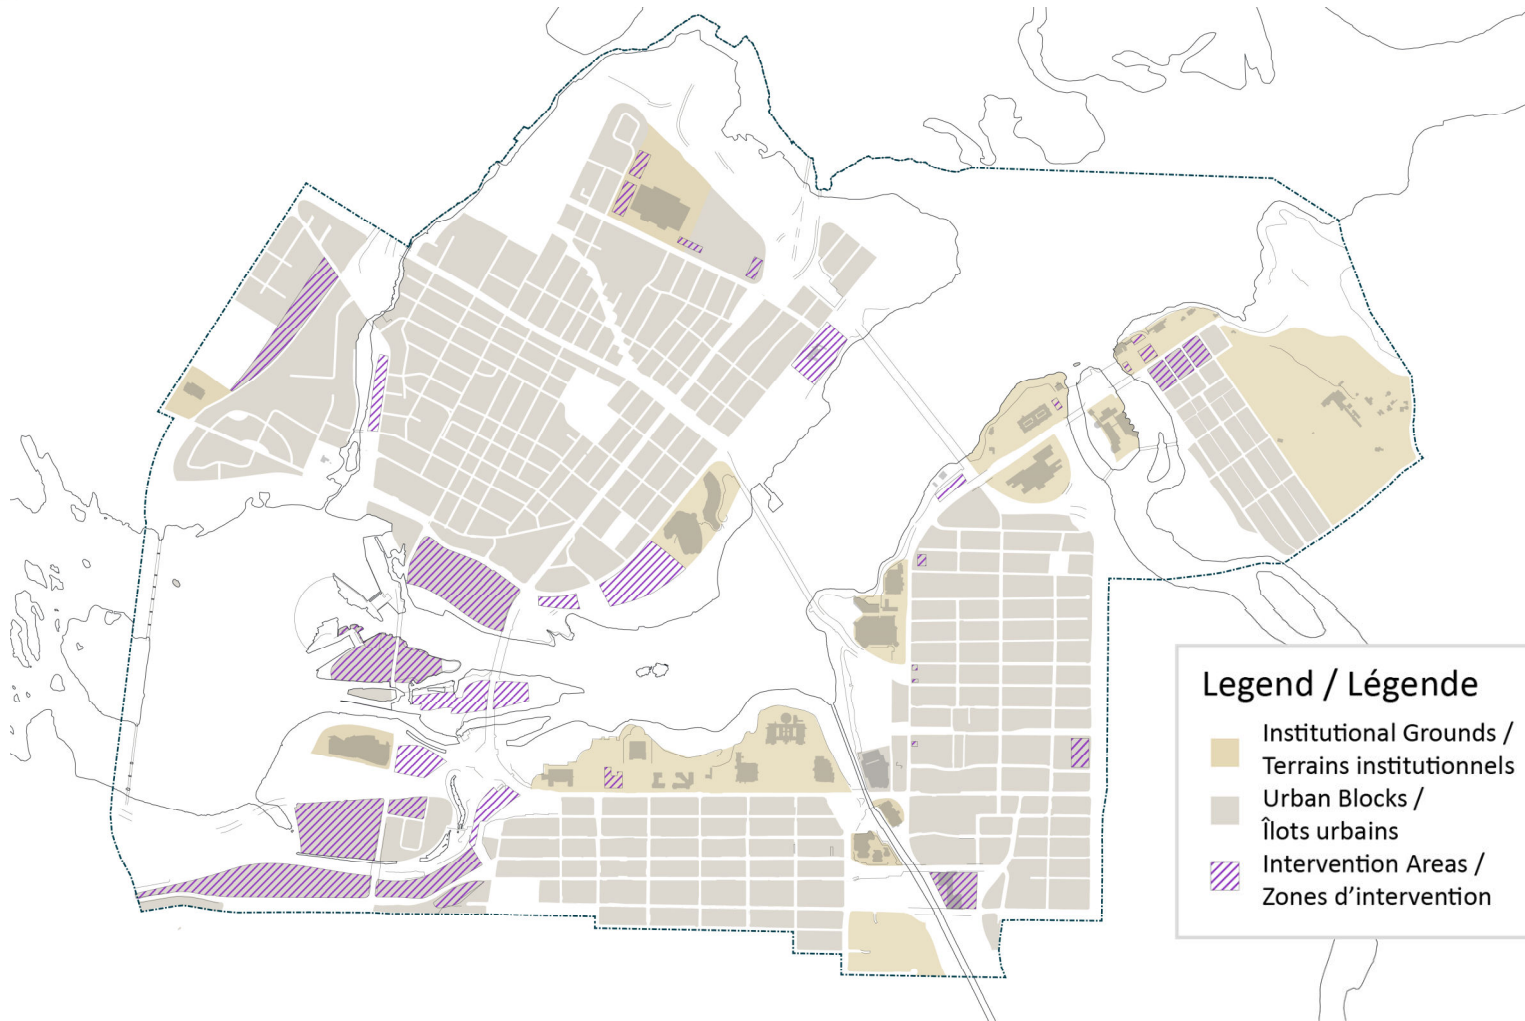 Legend / Légende
Institutional Grounds /
Terrains institutionnels
Urban Blocks /
Îlots urbains
Intervention Areas /
Zones d’intervention